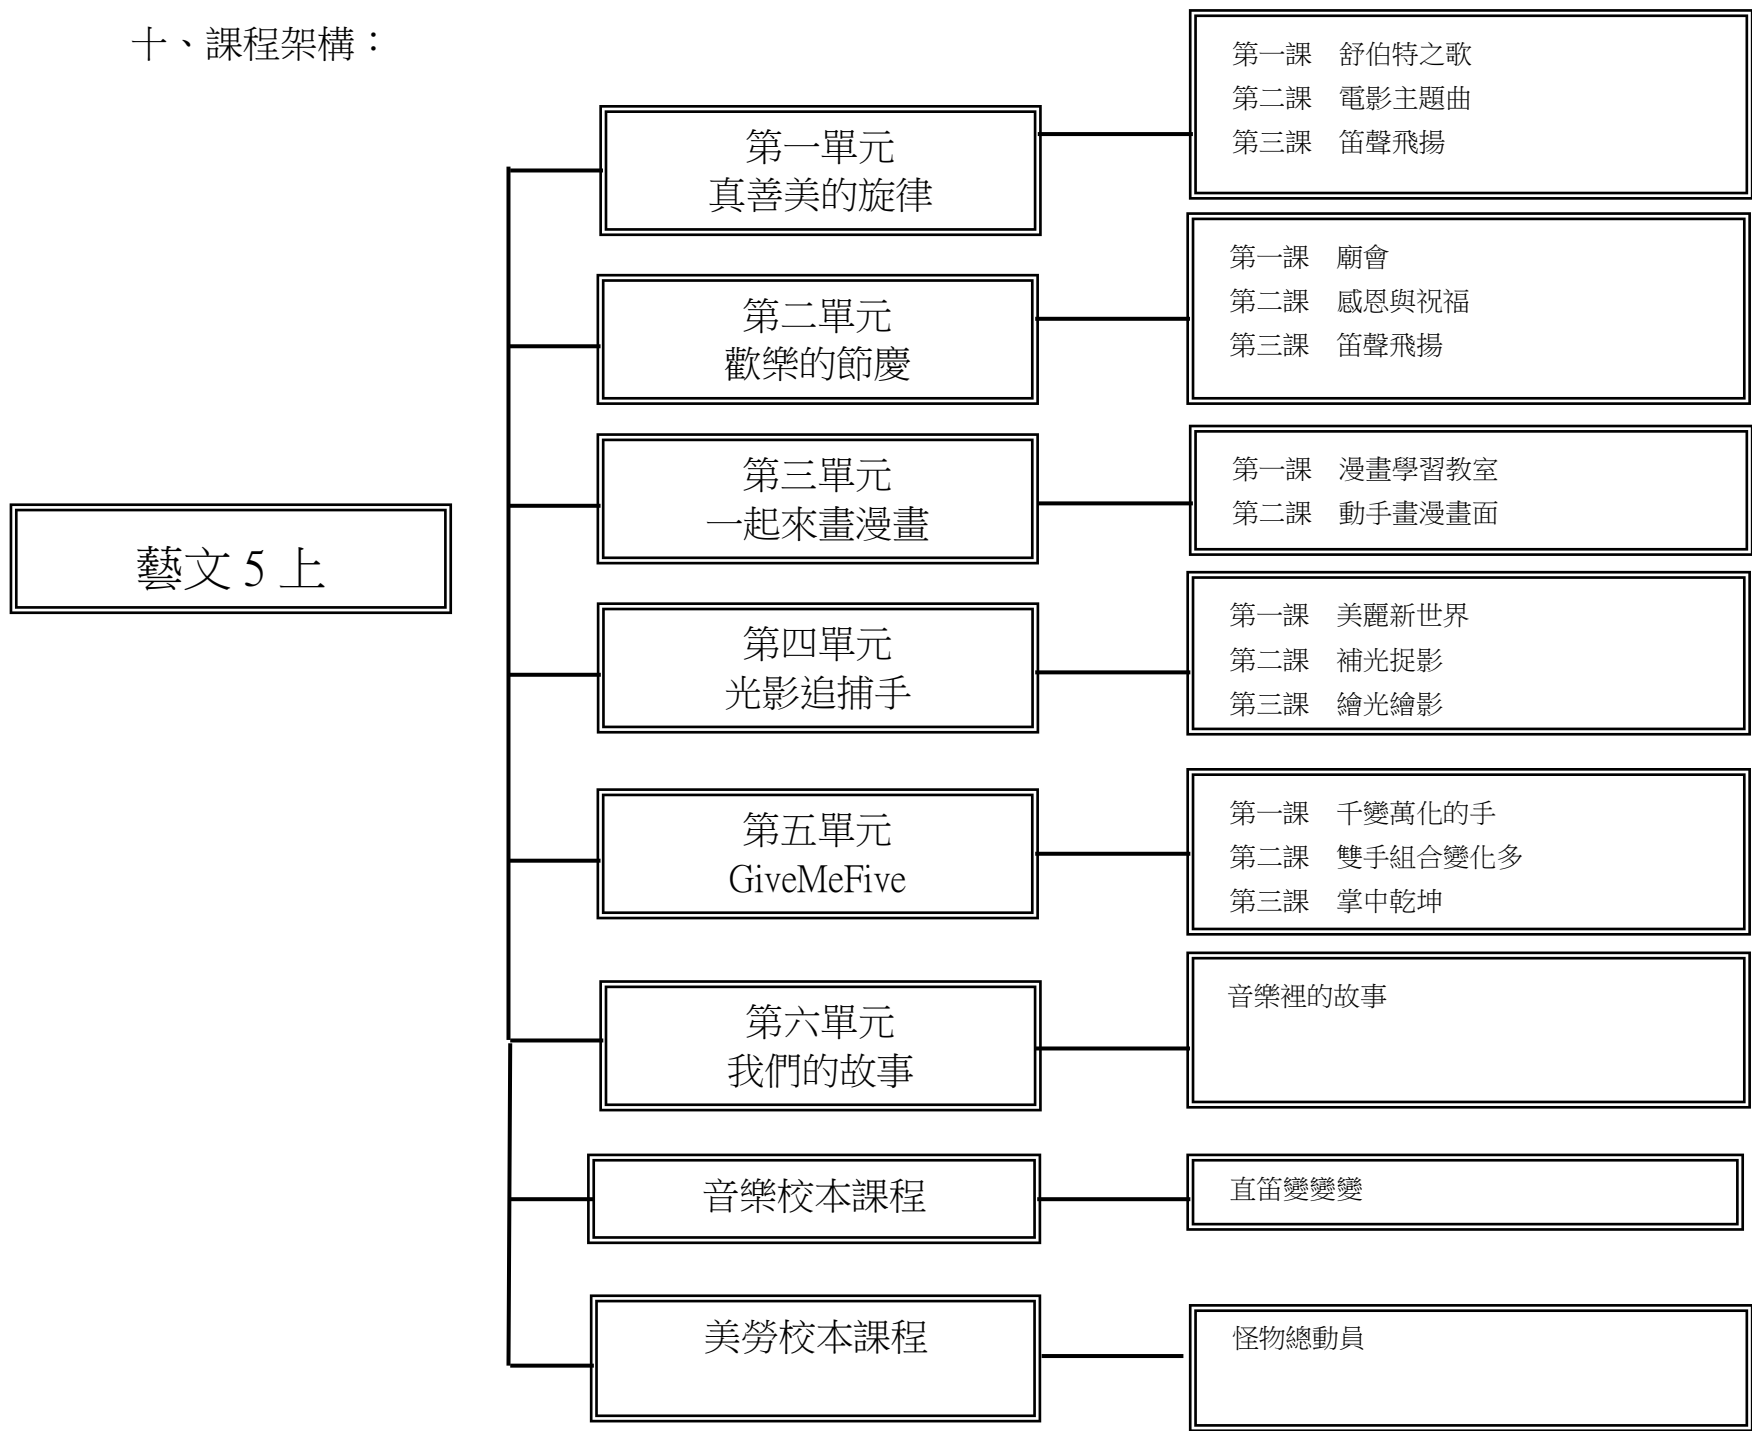 十、課程架構：
藝文 5 上
第一單元
真善美的旋律
第一課　舒伯特之歌
第二課　電影主題曲
第三課　笛聲飛揚
第二單元
歡樂的節慶
第一課　廟會
第二課　感恩與祝福
第三課　笛聲飛揚
第三單元
一起來畫漫畫
第一課　漫畫學習教室
第二課　動手畫漫畫面
第四單元
光影追捕手
第一課　美麗新世界
第二課　補光捉影
第三課　繪光繪影
第五單元
GiveMeFive
第一課　千變萬化的手
第二課　雙手組合變化多
第三課　掌中乾坤
第六單元
我們的故事
音樂裡的故事
音樂校本課程
直笛變變變
美勞校本課程
怪物總動員